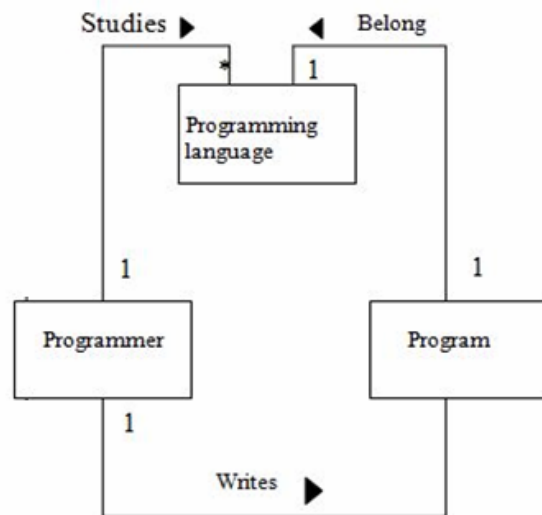 Studies
Belong
*
1
Programming
language
1
1
Programmer
Program
1
Writes